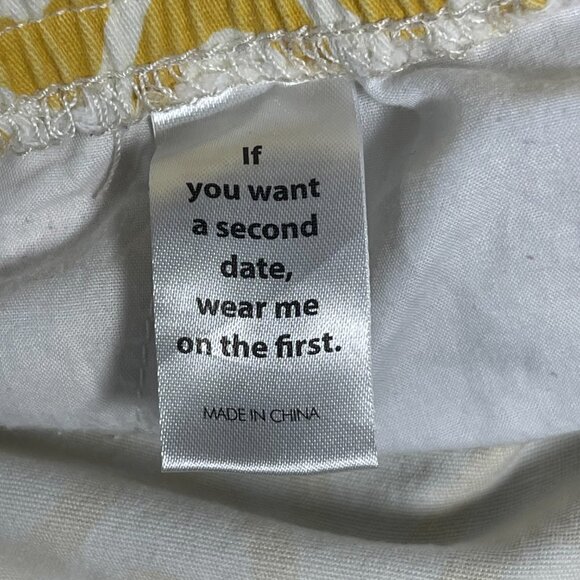 If
you want
a second
date,
wear me
on the first.
MADE IN CHINA